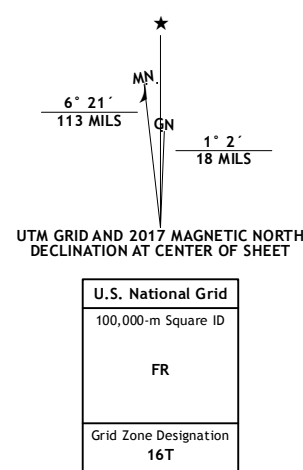 MN
6° 21´
113 MILS
GN
1° 2´
18 MILS
UTM GRID AND 2017 MAGNETIC NORTH
DECLINATION AT CENTER OF SHEET
U.S. National Grid
100,000-m Square ID
FR
Grid Zone Designation
16T